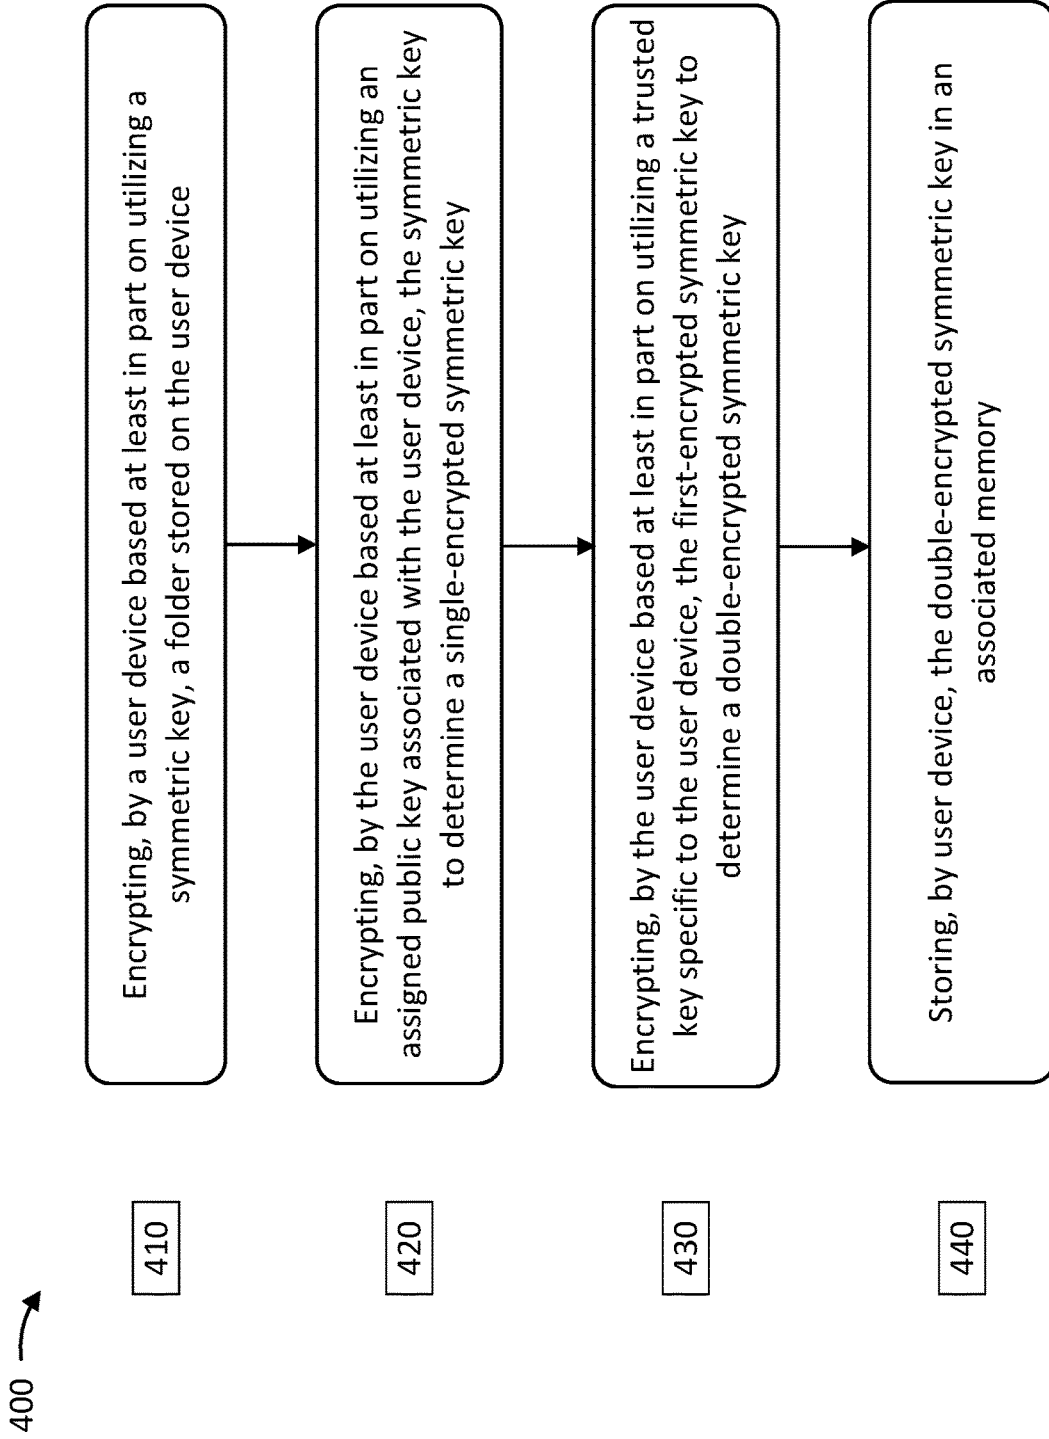 400
410
Encrypting, by a user device based at least in part on utilizing a
symmetric key, a folder stored on the user device
420
Encrypting, by the user device based at least in part on utilizing an
assigned public key associated with the user device, the symmetric key
to determine a single-encrypted symmetric key
430
Encrypting, by the user device based at least in part on utilizing a trusted
key specific to the user device, the first-encrypted symmetric key to
determine a double-encrypted symmetric key
440
Storing, by user device, the double-encrypted symmetric key in an
associated memory